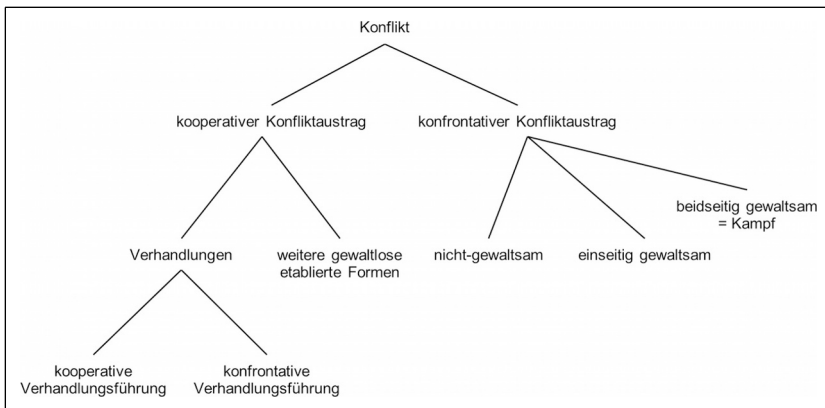 Konflikt
kooperativer Konfliktaustrag
konfrontativer Konfliktaustrag
beidseitig gewaltsam
= Kampf
Verhandlungen
weitere gewaltlose
etablierte Formen
nicht-gewaltsam
einseitig gewaltsam
kooperative
Verhandlungsführung
konfrontative
Verhandlungsführung